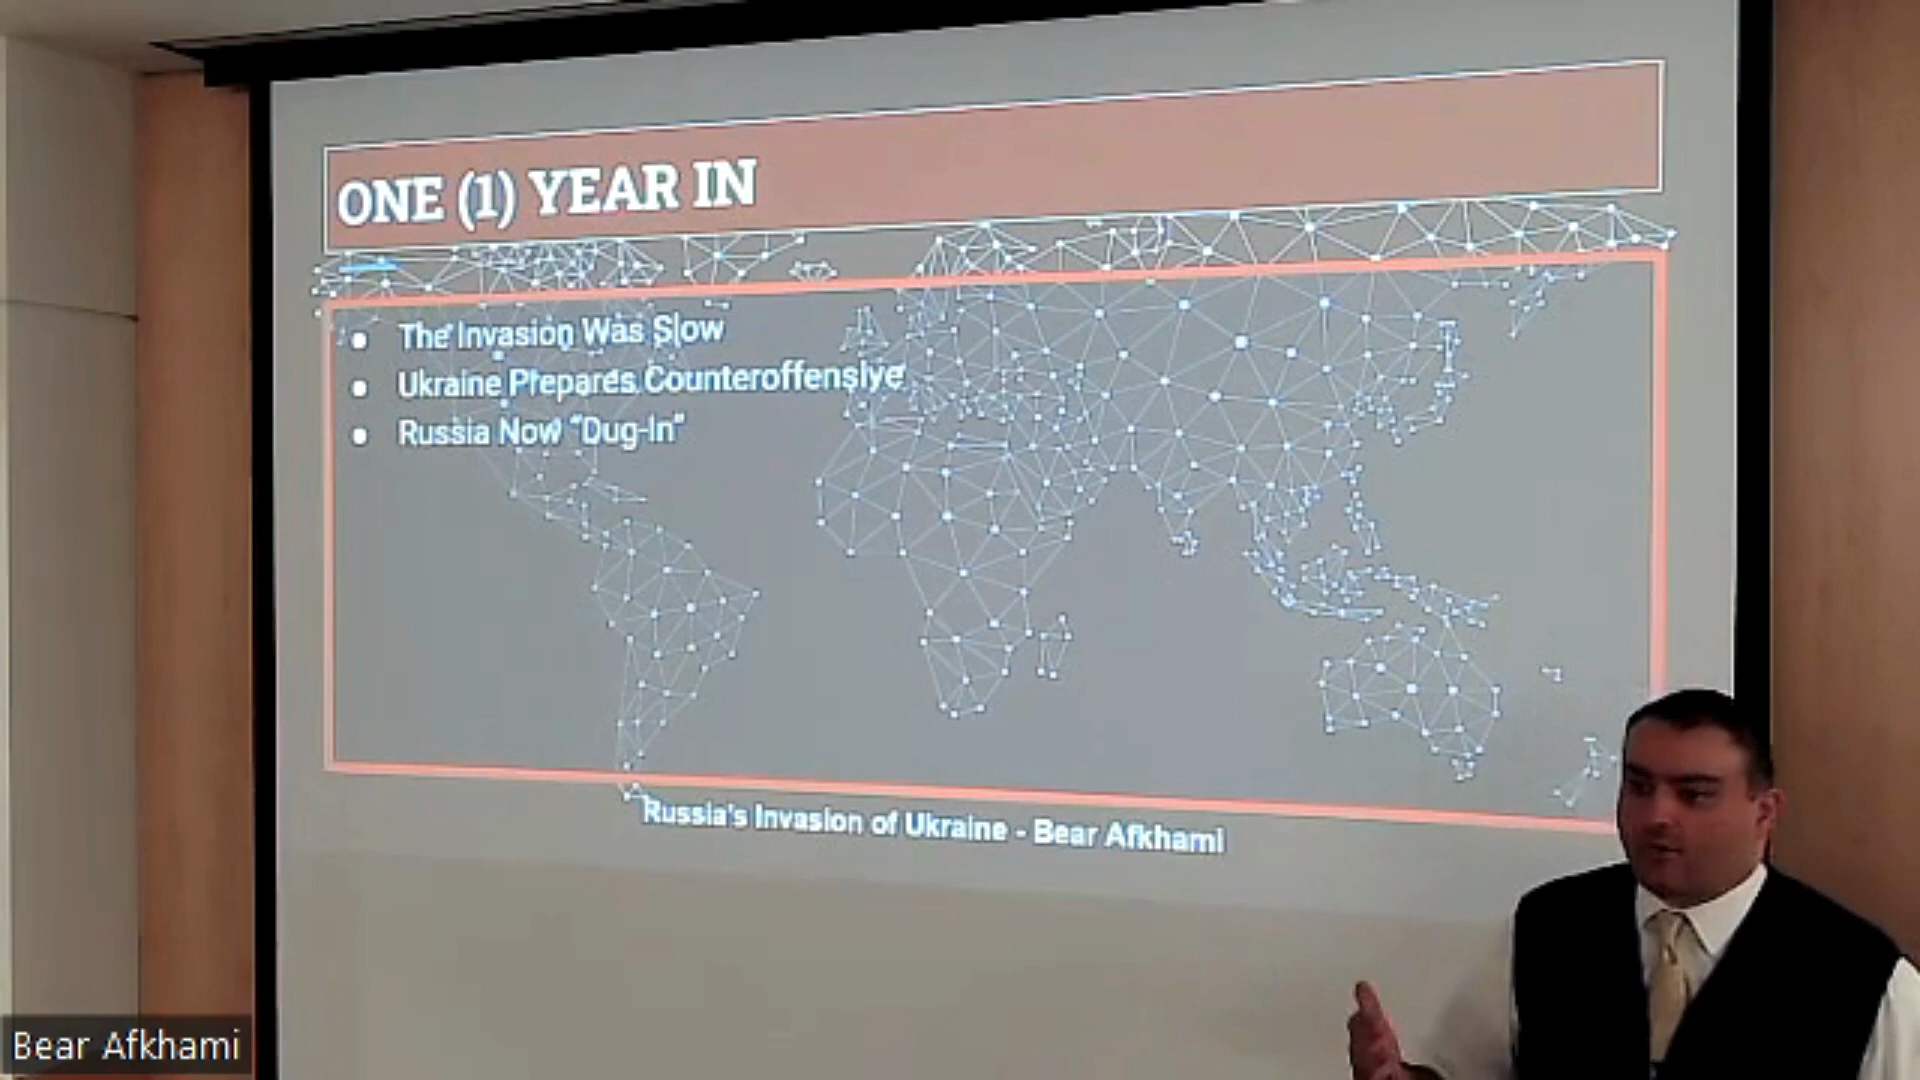 ONE (1) YEAR IN
● The Invasion Was Slow
● Ukraine Prepares Counteroffensive
● Russia Now “Dug-In”
Russia's Invasion of Ukraine - Bear Afkhami
Bear Afkhami